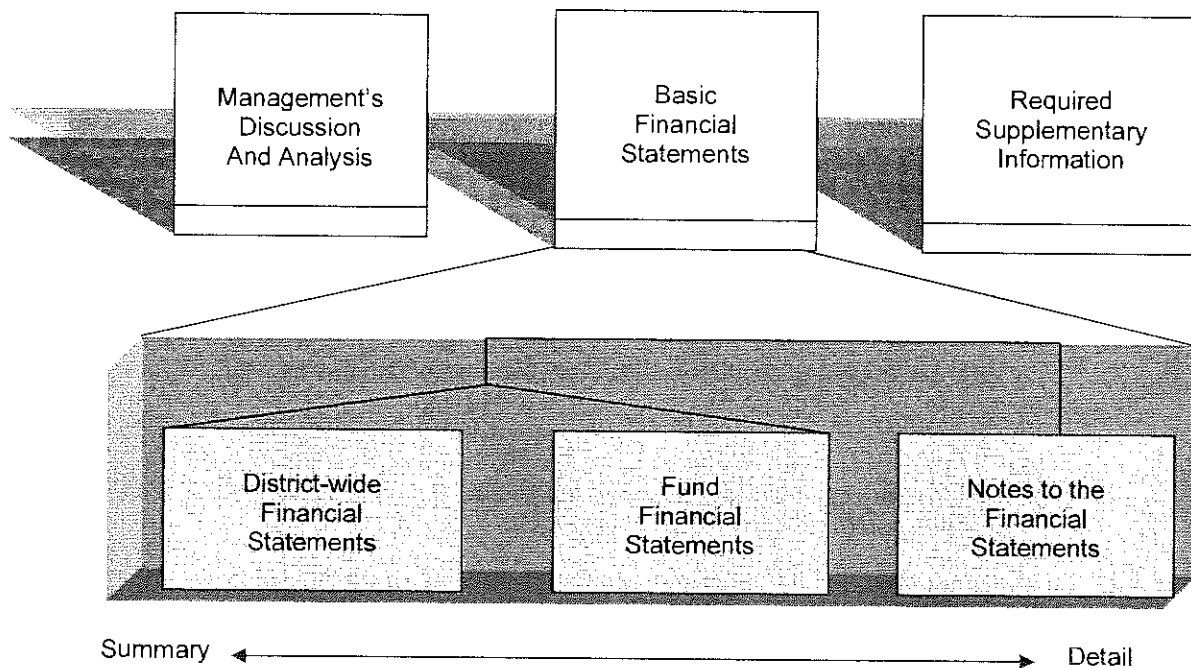 Management's
Discussion
And Analysis
Basic
Financial
Statements
Required
Supplementary
Information
District-wide
Financial
Statements
Fund
Financial
Statements
Notes to the
Financial
Statements
Summary
Detail